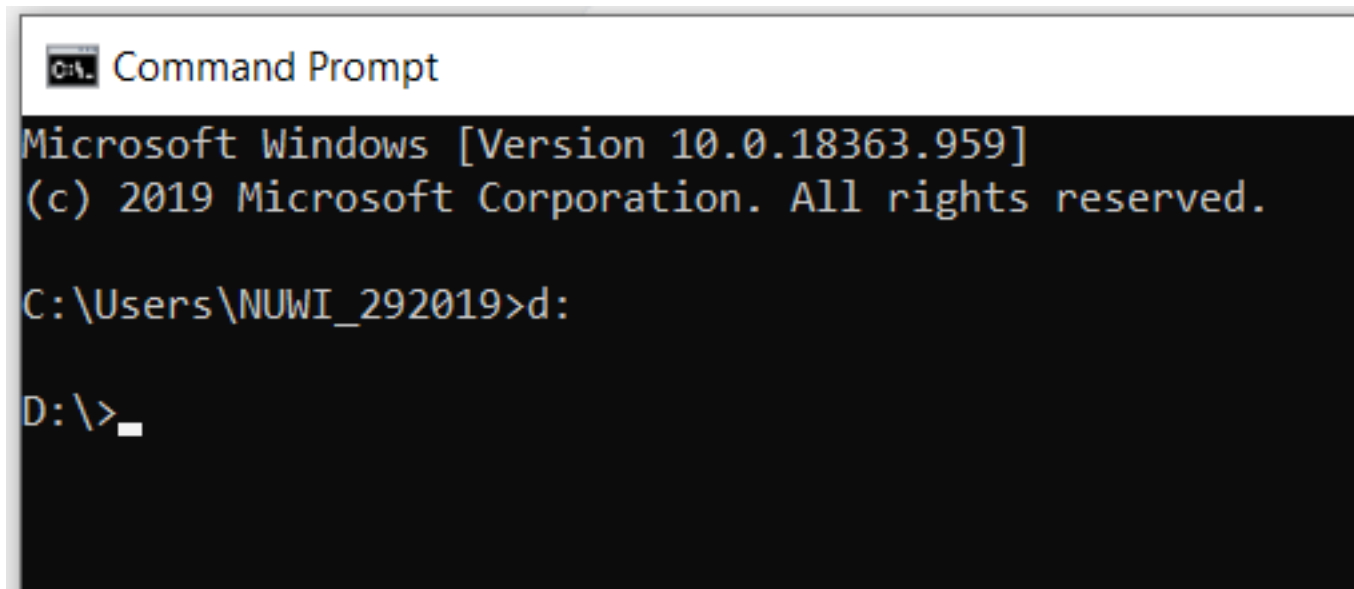 Command Prompt
Microsoft Windows [Version 10.0.18363.959]
(c) 2019 Microsoft Corporation. All rights reserved.
C:\Users\NUWI_292019>d:
D:\>